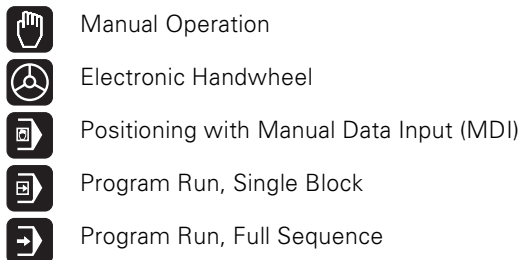 Manual Operation
Electronic Handwheel
Positioning with Manual Data Input (MDI)
Program Run, Single Block
Program Run, Full Sequence